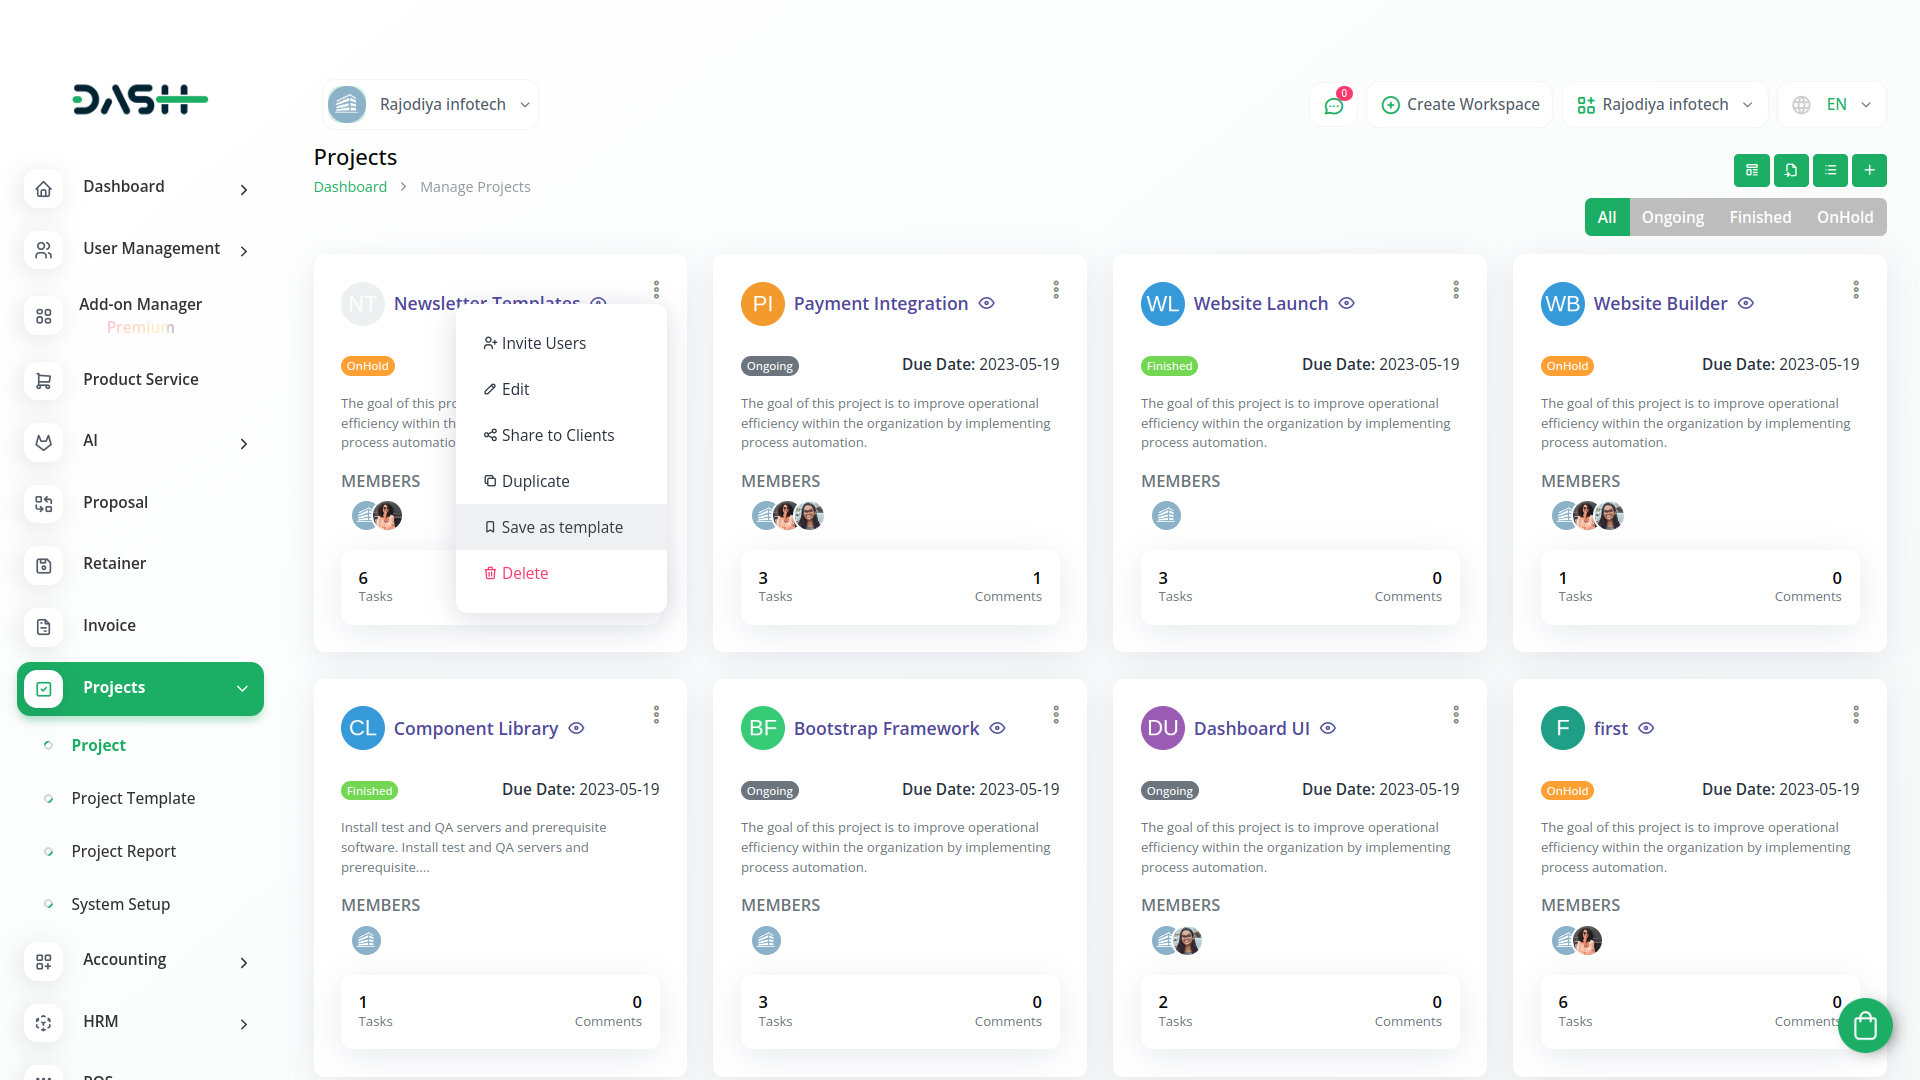 DASH
Rajodiya infotech
0
Create Workspace
Rajodiya infotech
EN
Projects
Dashboard > Manage Projects
All
Ongoing
Finished
OnHold
Dashboard
User Management
Add-on Manager
Premium
Product Service
AI
Proposal
Retainer
Invoice
Projects
Project
Project Template
Project Report
System Setup
Accounting
HRM
POS
NT
Newsletter Templates
OnHold
The goal of this pro
efficiency within th
process automatio
MEMBERS
6
Tasks
Invite Users
Edit
Share to Clients
Duplicate
Save as template
Delete
PI
Payment Integration
Ongoing
Due Date: 2023-05-19
The goal of this project is to improve operational
efficiency within the organization by implementing
process automation.
MEMBERS
3 1
Tasks Comments
WL
Website Launch
Finished
Due Date: 2023-05-19
The goal of this project is to improve operational
efficiency within the organization by implementing
process automation.
MEMBERS
3 0
Tasks Comments
WB
Website Builder
OnHold
Due Date: 2023-05-19
The goal of this project is to improve operational
efficiency within the organization by implementing
process automation.
MEMBERS
1 0
Tasks Comments
CL
Component Library
Finished
Due Date: 2023-05-19
Install test and QA servers and prerequisite
software. Install test and QA servers and
prerequisite....
MEMBERS
1 0
Tasks Comments
BF
Bootstrap Framework
Ongoing
Due Date: 2023-05-19
The goal of this project is to improve operational
efficiency within the organization by implementing
process automation.
MEMBERS
3 0
Tasks Comments
DU
Dashboard UI
Ongoing
Due Date: 2023-05-19
The goal of this project is to improve operational
efficiency within the organization by implementing
process automation.
MEMBERS
2 0
Tasks Comments
F
first
OnHold
Due Date: 2023-05-19
The goal of this project is to improve operational
efficiency within the organization by implementing
process automation.
MEMBERS
6 0
Tasks Comments